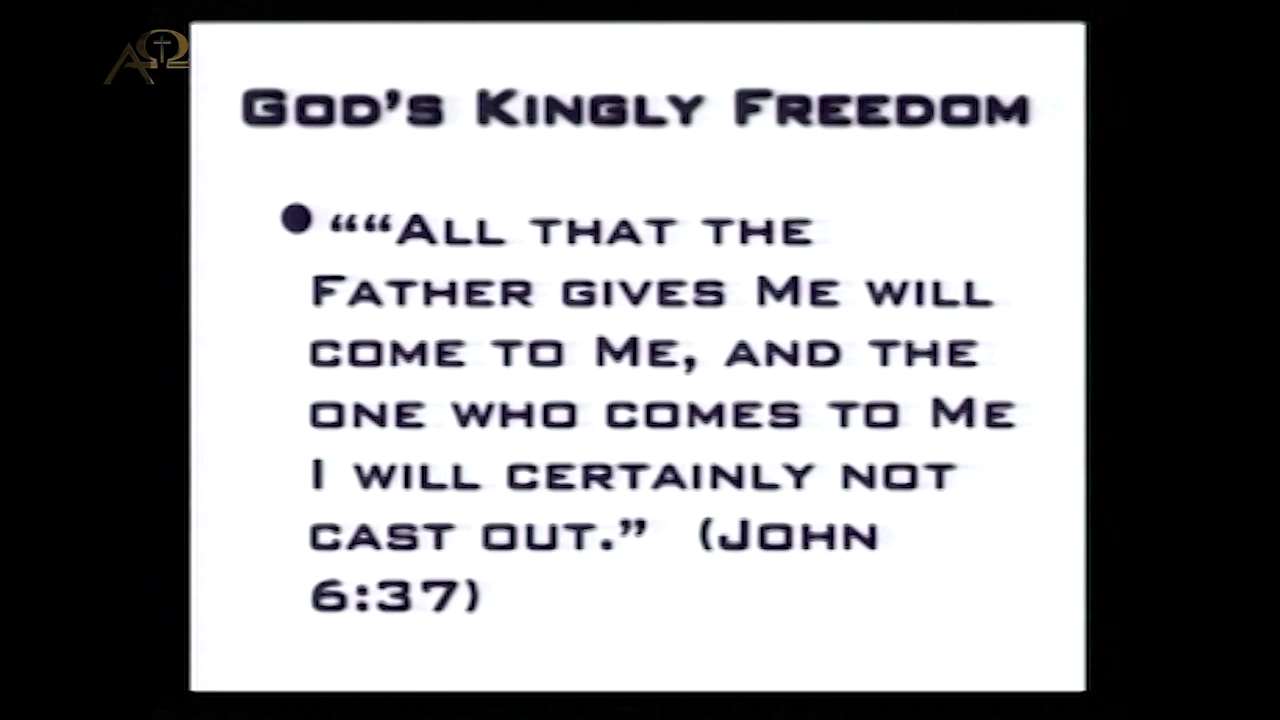 ΑΩ
God's Kingly Freedom
• ““All that the
Father gives Me will
come to Me, and the
one who comes to Me
I will certainly not
cast out.” (John
6:37)